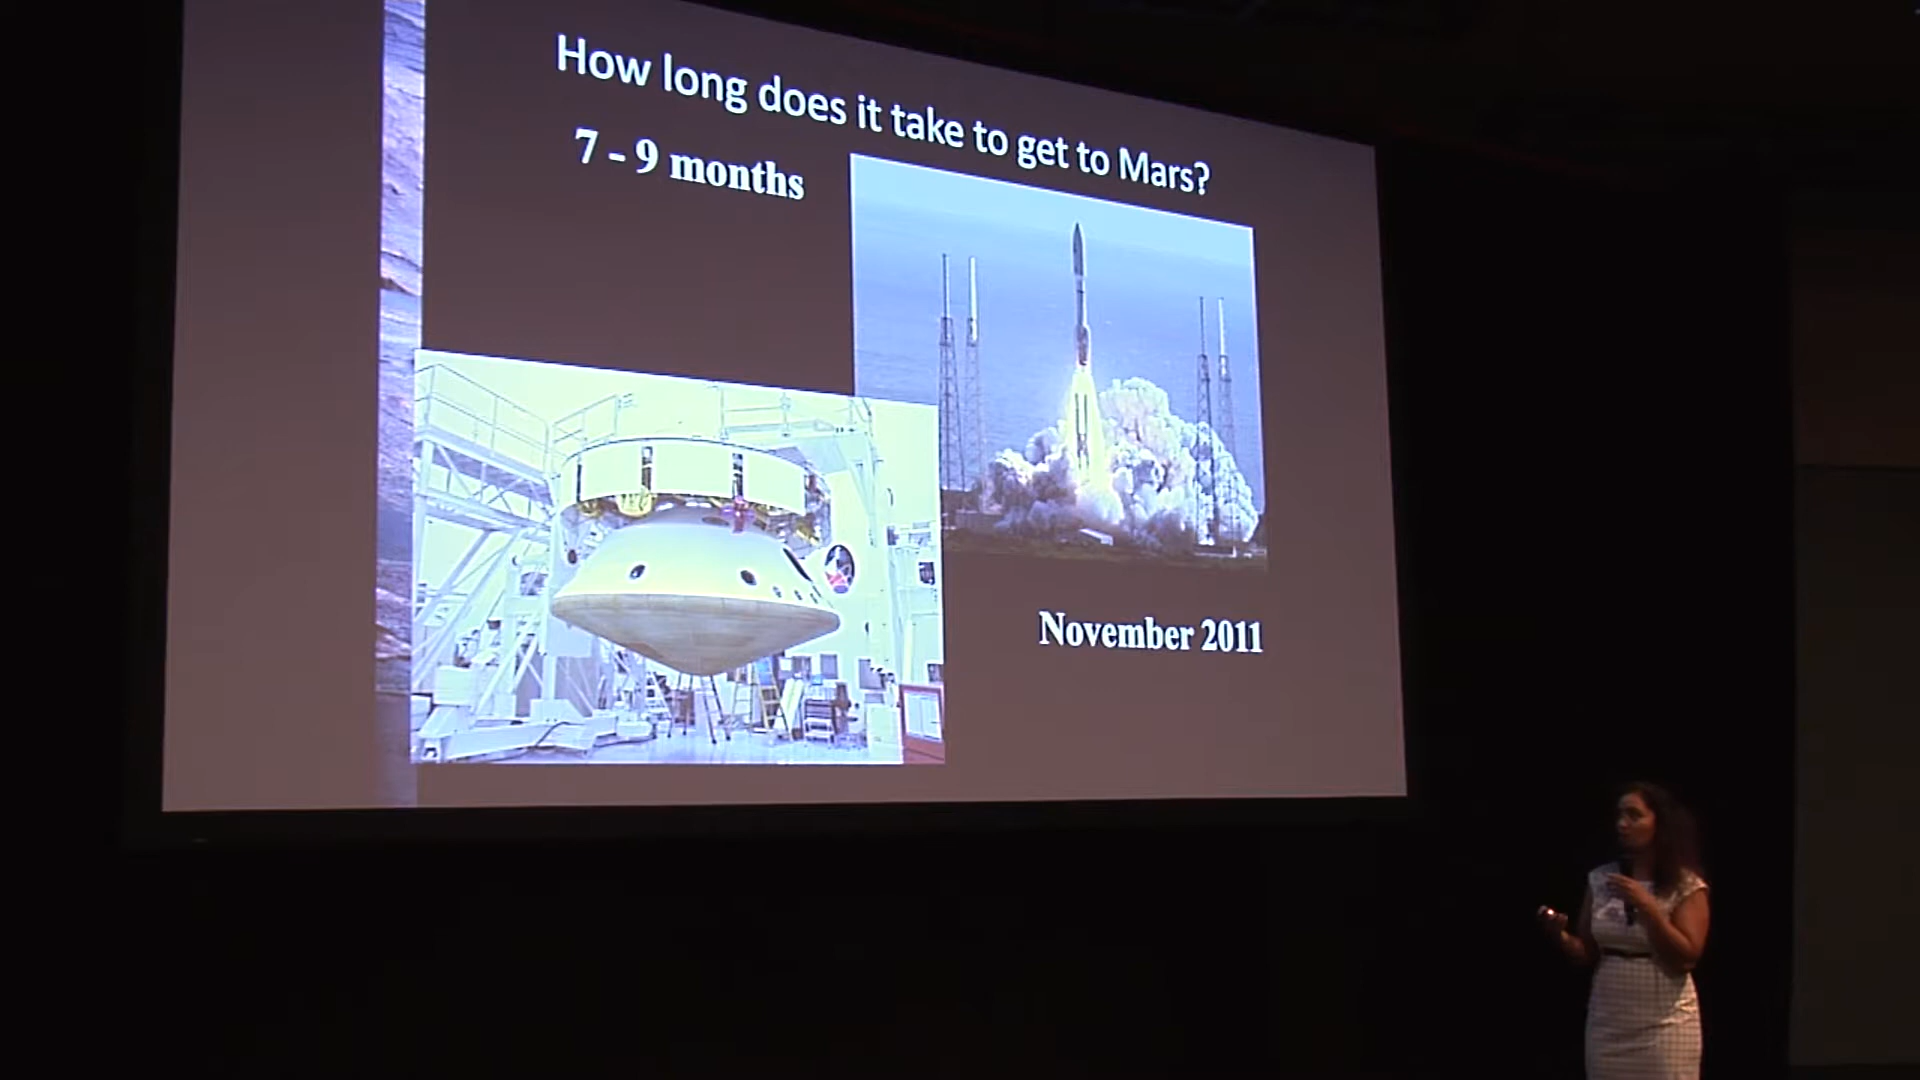 How long does it take to get to Mars?
7 - 9 months
November 2011